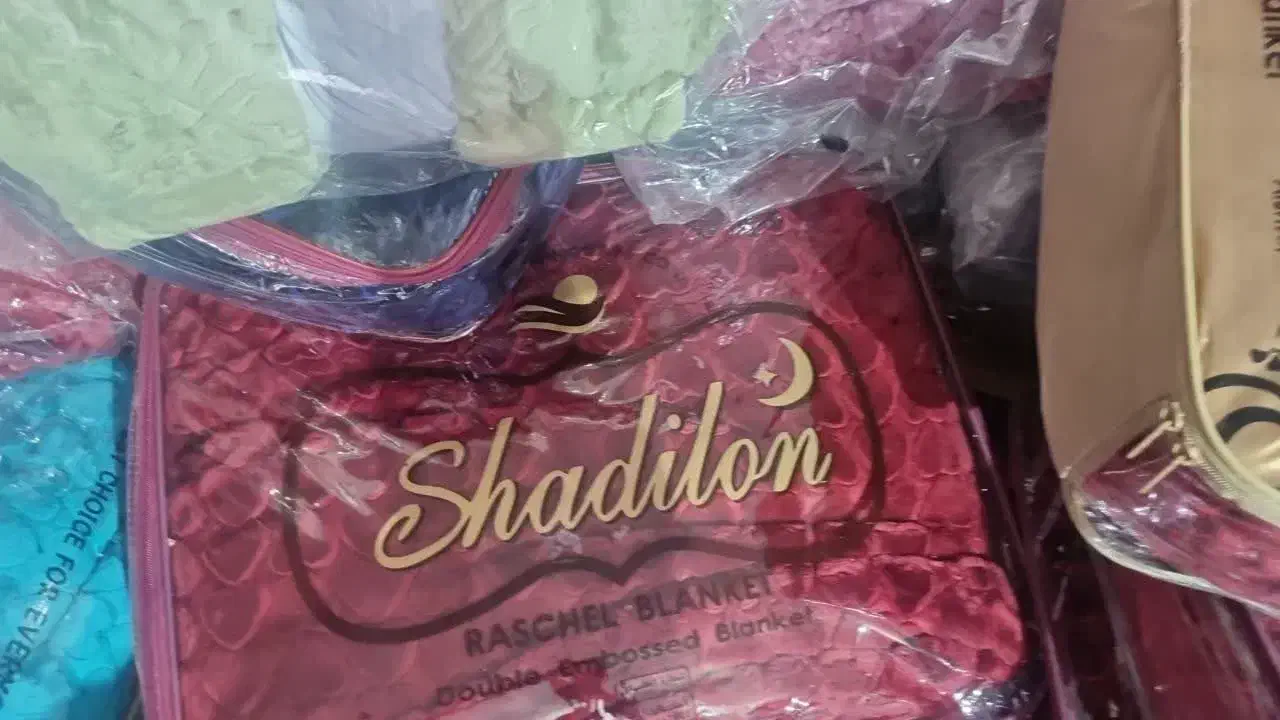 Shadilon
RASCHEL BLANKET
Double Embossed Blanket
CHOICE FOR EVERY